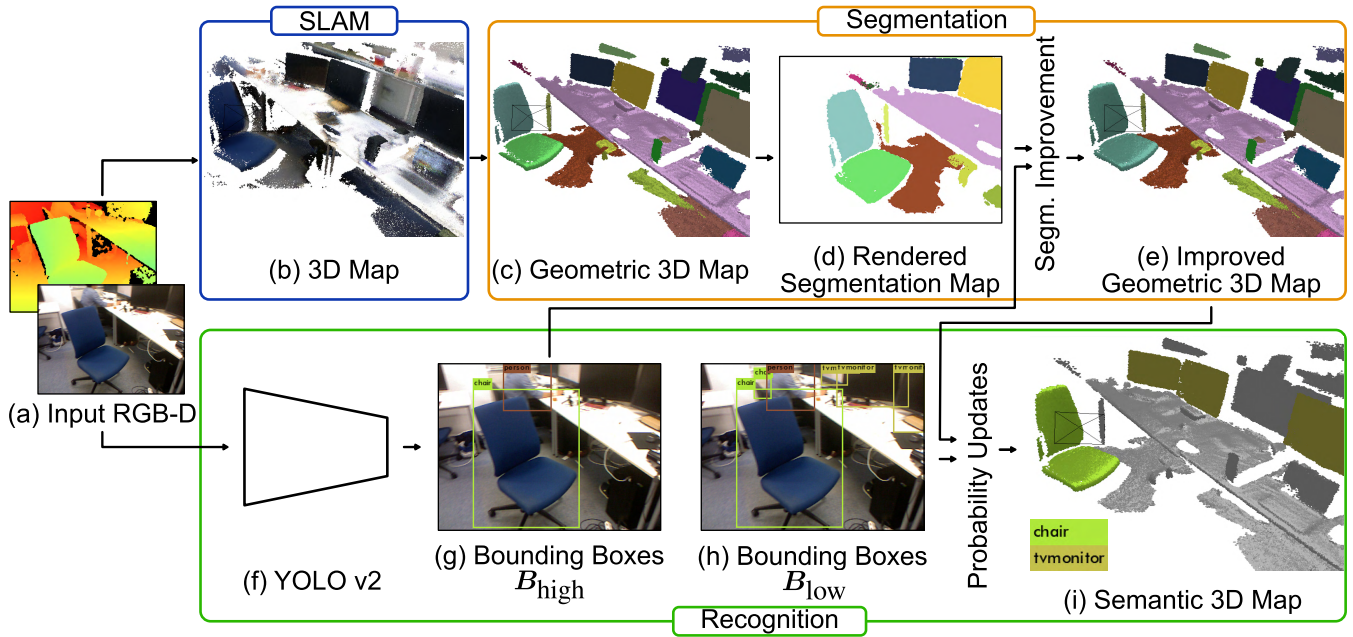 SLAM
Segmentation
(b) 3D Map
(c) Geometric 3D Map
(d) Rendered
Segmentation Map
Segm. Improvement
(e) Improved
Geometric 3D Map
(a) Input RGB-D
(f) YOLO v2
chair
person
(g) Bounding Boxes
B_high
chair
person
tvmonitor
(h) Bounding Boxes
B_low
Probability Updates
chair
tvmonitor
(i) Semantic 3D Map
Recognition